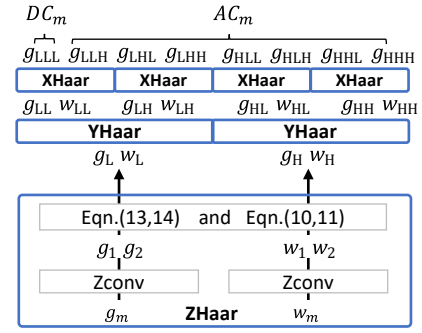 DC_m AC_m
g_LLL g_LLH g_LHL g_LHH g_HLL g_HLH g_HHL g_HHH
XHaar XHaar XHaar XHaar
g_LL w_LL g_LH w_LH g_HL w_HL g_HH w_HH
YHaar YHaar
g_L w_L g_H w_H
Eqn.(13,14) and Eqn.(10,11)
g_1 g_2 w_1 w_2
Zconv Zconv
g_m ZHaar w_m